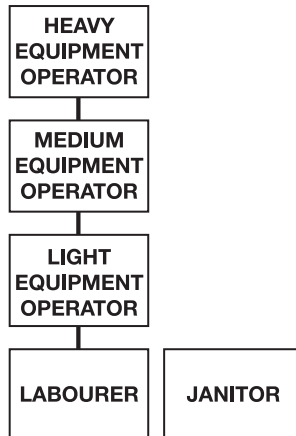 HEAVY
EQUIPMENT
OPERATOR
MEDIUM
EQUIPMENT
OPERATOR
LIGHT
EQUIPMENT
OPERATOR
LABOURER
JANITOR